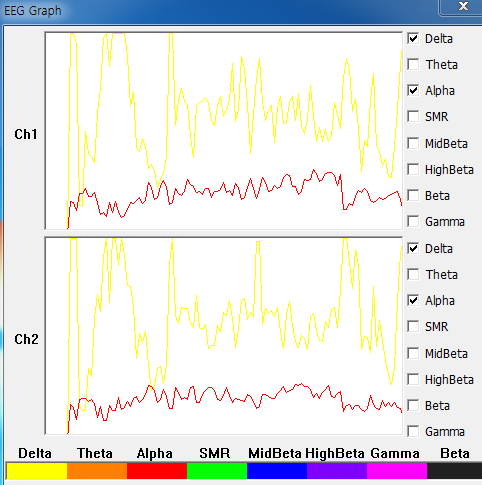 EEG Graph
Ch1
Delta
Theta
Alpha
SMR
MidBeta
HighBeta
Beta
Gamma
Ch2
Delta
Theta
Alpha
SMR
MidBeta
HighBeta
Beta
Gamma
Delta Theta Alpha SMR MidBeta HighBeta Gamma Beta